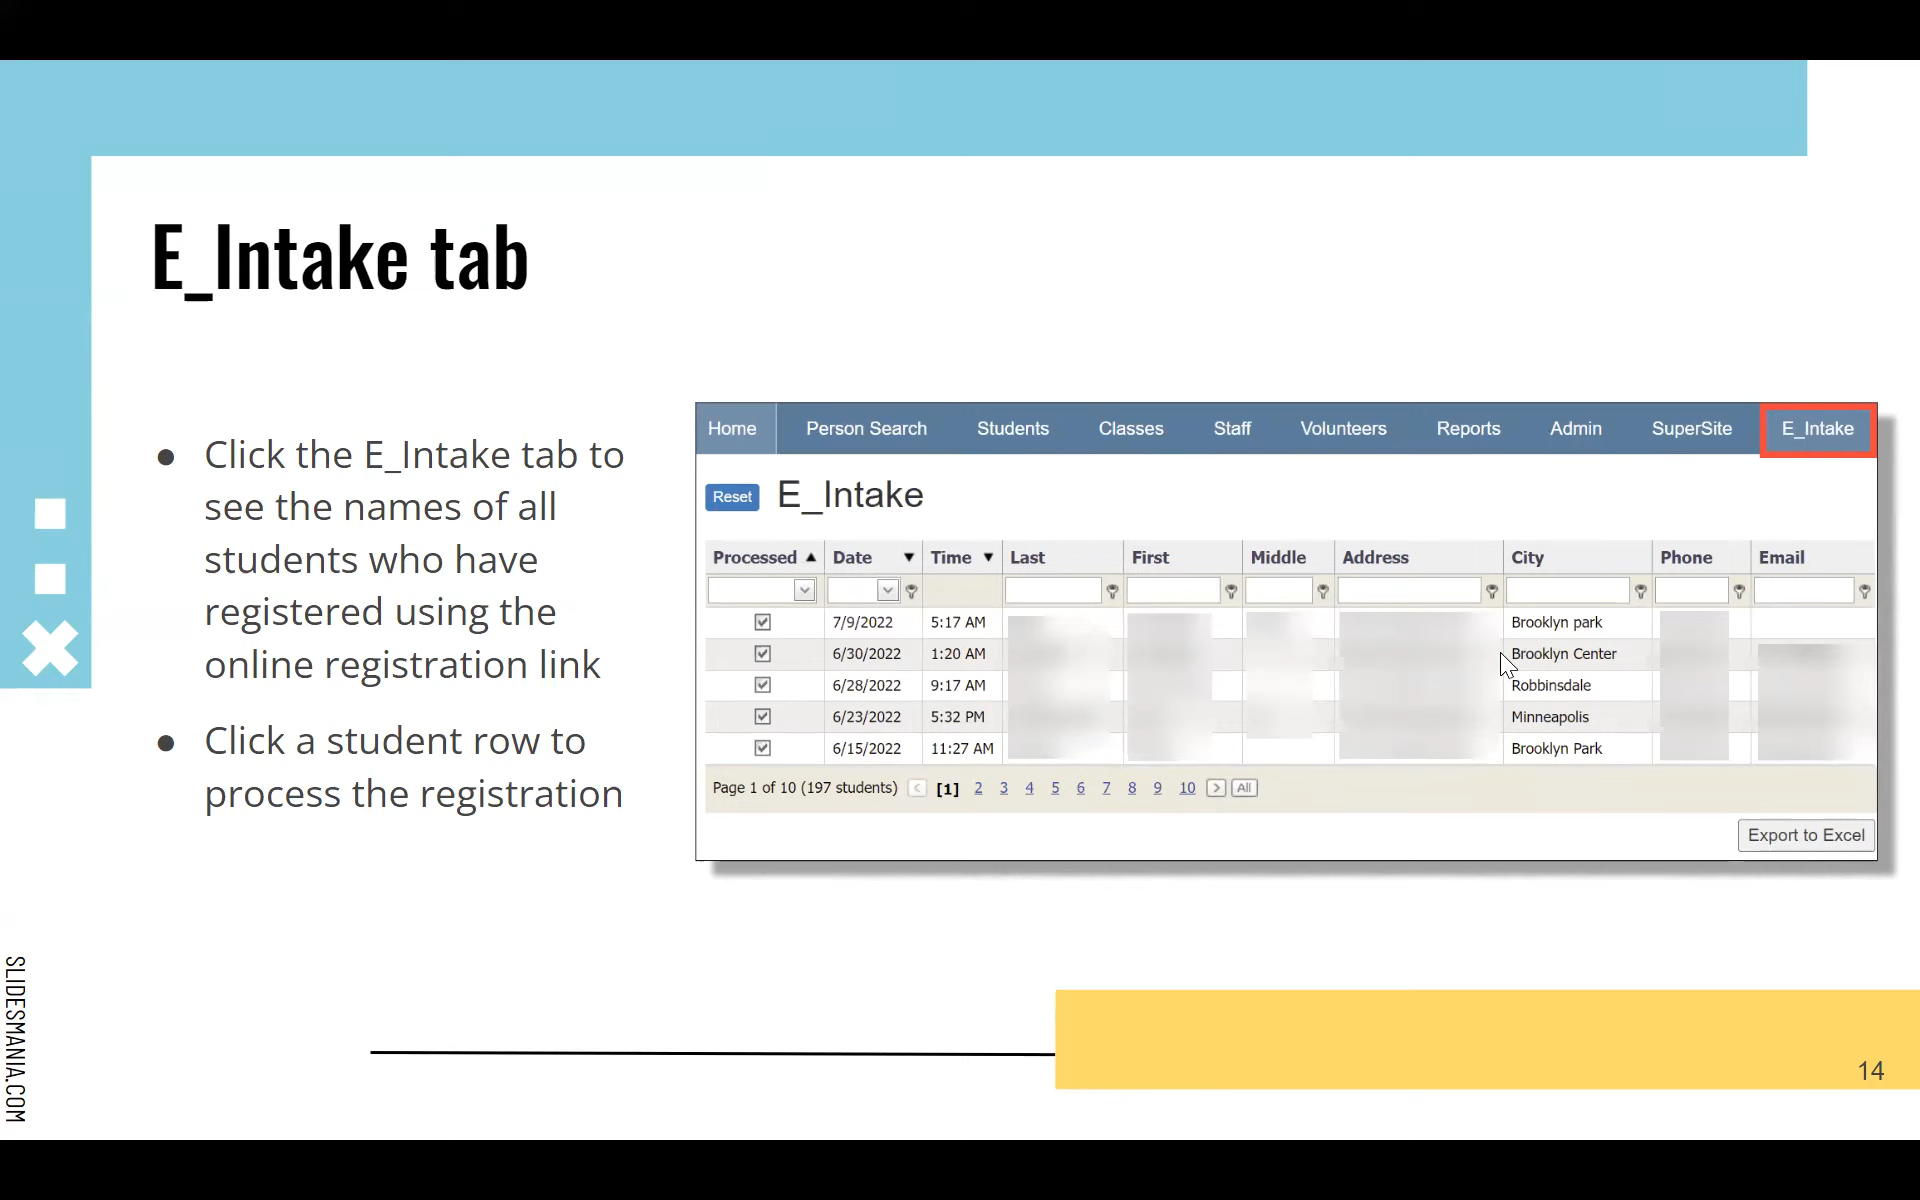 E_Intake tab
● Click the E_Intake tab to
see the names of all
students who have
registered using the
online registration link
● Click a student row to
process the registration
Home Person Search Students Classes Staff Volunteers Reports Admin SuperSite E_Intake
Reset E_Intake
Processed ▲ Date ▼ Time ▼ Last First Middle Address City Phone Email
7/9/2022 5:17 AM Brooklyn park
6/30/2022 1:20 AM Brooklyn Center
6/28/2022 9:17 AM Robbinsdale
6/23/2022 5:32 PM Minneapolis
6/15/2022 11:27 AM Brooklyn Park
Page 1 of 10 (197 students) < [1] 2 3 4 5 6 7 8 9 10 > All
Export to Excel
14
SLIDESMANIA.COM